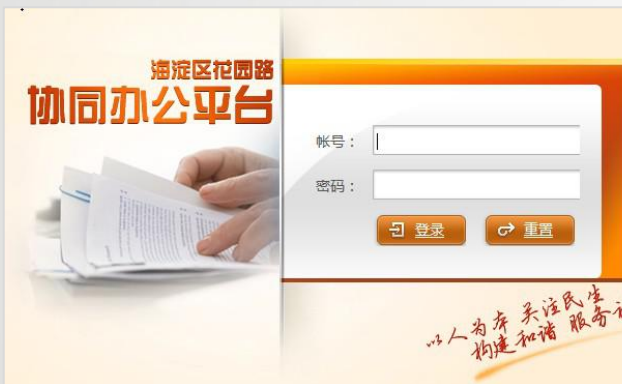 海淀区花园路
协同办公平台
帐号：
密码：
登录
重置
以人为本 关注民生
构建和谐 服务